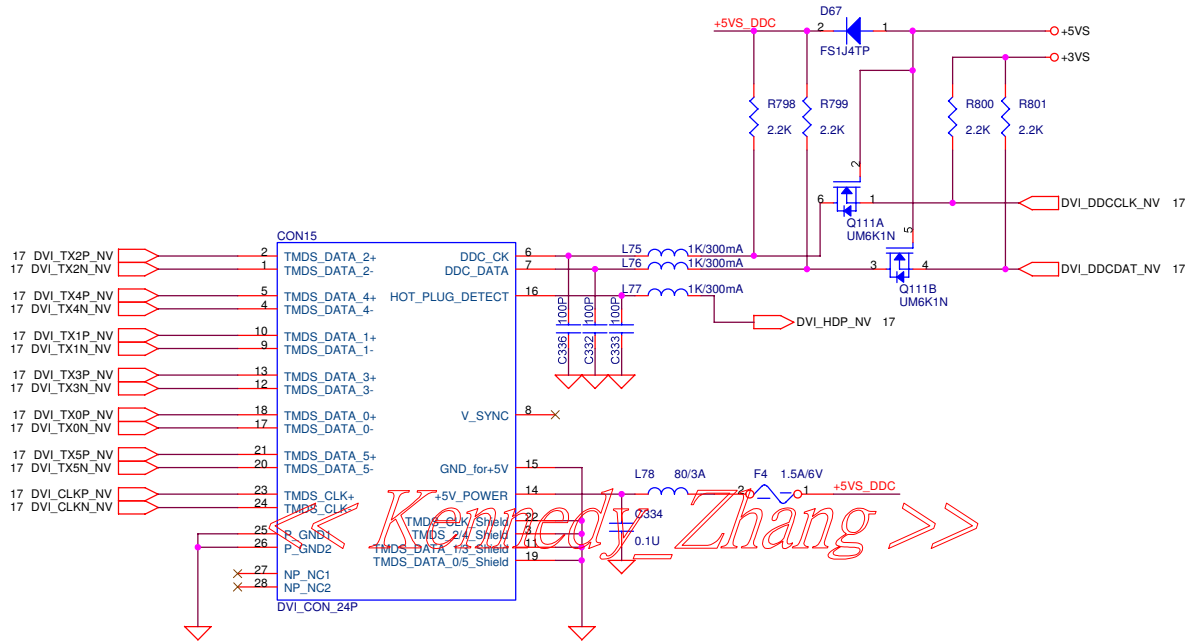 D67
+5VS_DDC
2
1
+5VS
FS1J4TP
+3VS
R798
R799
R800
R801
2.2K
2.2K
2.2K
2.2K
2
6
1
DVI_DDCCLK_NV 17
Q111A
UM6K1N
5
CON15
17 DVI_TX2P_NV
2
TMDS_DATA_2+
DDC_CK
6
L75
1K/300mA
17 DVI_TX2N_NV
1
TMDS_DATA_2-
DDC_DATA
7
L76
1K/300mA
3
4
DVI_DDCDAT_NV 17
Q111B
UM6K1N
17 DVI_TX4P_NV
5
TMDS_DATA_4+
HOT_PLUG_DETECT
16
L77
1K/300mA
17 DVI_TX4N_NV
4
TMDS_DATA_4-
DVI_HDP_NV 17
C336
100P
C332
100P
C333
100P
17 DVI_TX1P_NV
10
TMDS_DATA_1+
17 DVI_TX1N_NV
9
TMDS_DATA_1-
17 DVI_TX3P_NV
13
TMDS_DATA_3+
17 DVI_TX3N_NV
12
TMDS_DATA_3-
17 DVI_TX0P_NV
18
TMDS_DATA_0+
V_SYNC
8
17 DVI_TX0N_NV
17
TMDS_DATA_0-
17 DVI_TX5P_NV
21
TMDS_DATA_5+
17 DVI_TX5N_NV
20
TMDS_DATA_5-
GND_for+5V
15
L78
80/3A
F4
1.5A/6V
17 DVI_CLKP_NV
23
TMDS_CLK+
+5V_POWER
14
2
1
+5VS_DDC
17 DVI_CLKN_NV
24
TMDS_CLK-
C334
0.1U
TMDS_CLK_Shield
22
25
P_GND1
TMDS_2/4_Shield
3
26
P_GND2
TMDS_DATA_1/3_Shield
11
TMDS_DATA_0/5_Shield
19
27
NP_NC1
28
NP_NC2
DVI_CON_24P
<< Kennedy_Zhang >>